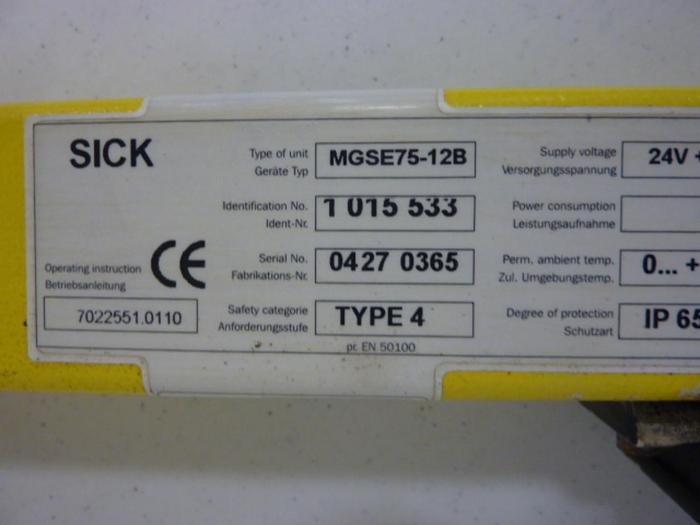 SICK
CE
Operating instruction
Betriebsanleitung
7022551.0110
Type of unit
Geräte Typ
MGSE75-12B
Identification No.
Ident-Nr.
1 015 533
Serial No.
Fabrikations-Nr.
0427 0365
Safety categorie
Anforderungsstufe
TYPE 4
pr. EN 50100
Supply voltage
Versorgungsspannung
24V +
Power consumption
Leistungsaufnahme
Perm. ambient temp.
Zul. Umgebungstemp.
0... +
Degree of protection
Schutzart
IP 65